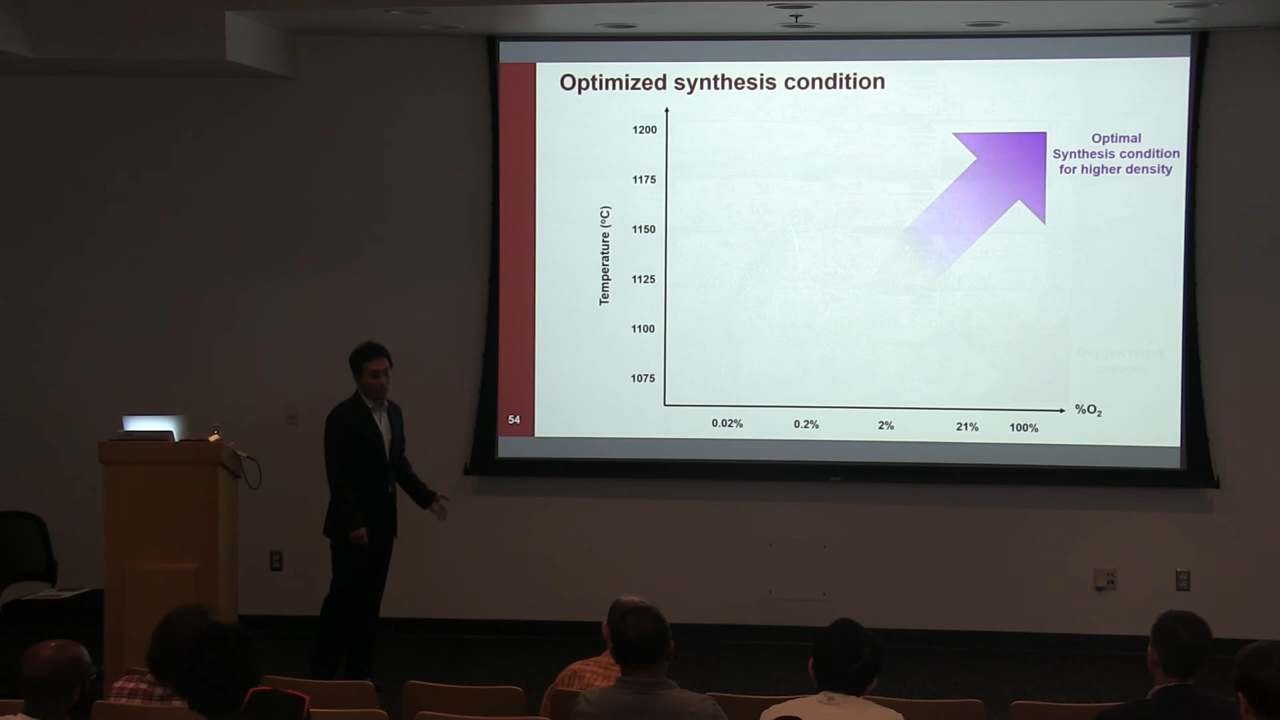 Optimized synthesis condition
1200
1175
1150
1125
1100
1075
Temperature (°C)
Optimal
Synthesis condition
for higher density
%O₂
0.02%
0.2%
2%
21%
100%
54